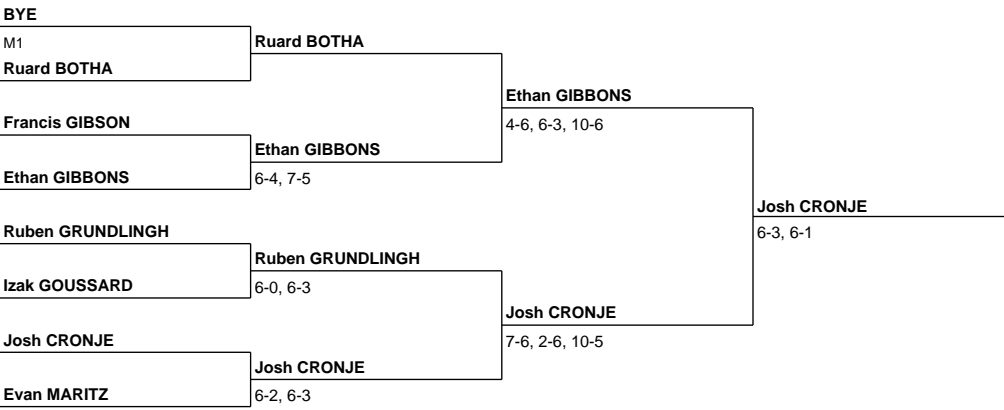 BYE
M1
Ruard BOTHA
Ruard BOTHA
Ethan GIBBONS
4-6, 6-3, 10-6
Francis GIBSON
Ethan GIBBONS
Ethan GIBBONS
6-4, 7-5
Josh CRONJE
6-3, 6-1
Ruben GRUNDLINGH
Ruben GRUNDLINGH
Izak GOUSSARD
6-0, 6-3
Josh CRONJE
7-6, 2-6, 10-5
Josh CRONJE
Josh CRONJE
Evan MARITZ
6-2, 6-3